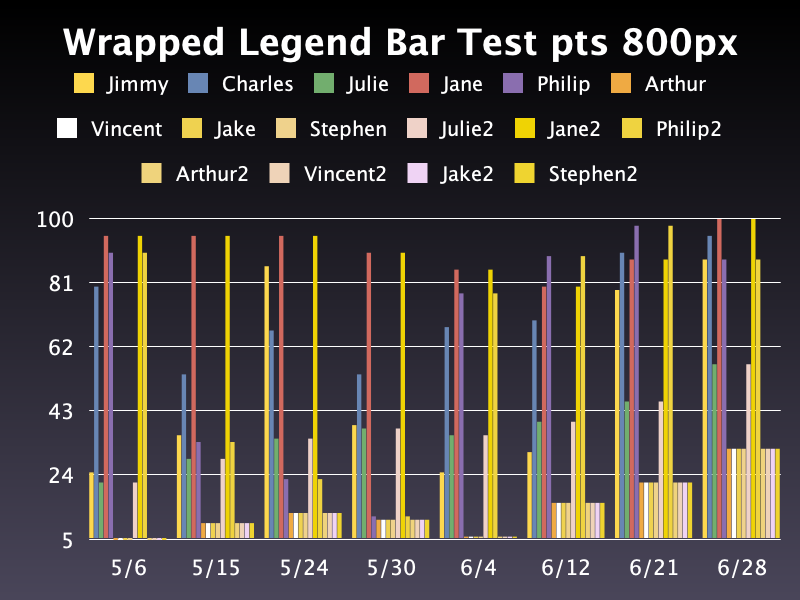 Wrapped Legend Bar Test pts 800px
Jimmy Charles Julie Jane Philip Arthur
Vincent Jake Stephen Julie2 Jane2 Philip2
Arthur2 Vincent2 Jake2 Stephen2
100
81
62
43
24
5
5/6 5/15 5/24 5/30 6/4 6/12 6/21 6/28